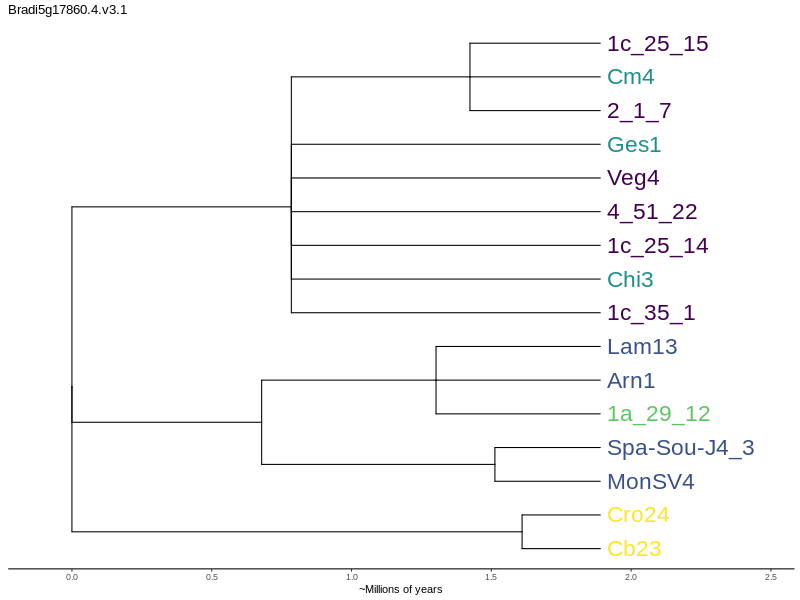 Bradi5g17860.4.v3.1
1c_25_15
Cm4
2_1_7
Ges1
Veg4
4_51_22
1c_25_14
Chi3
1c_35_1
Lam13
Arn1
1a_29_12
Spa-Sou-J4_3
MonSV4
Cro24
Cb23
0.0 0.5 1.0 1.5 2.0 2.5
~Millions of years